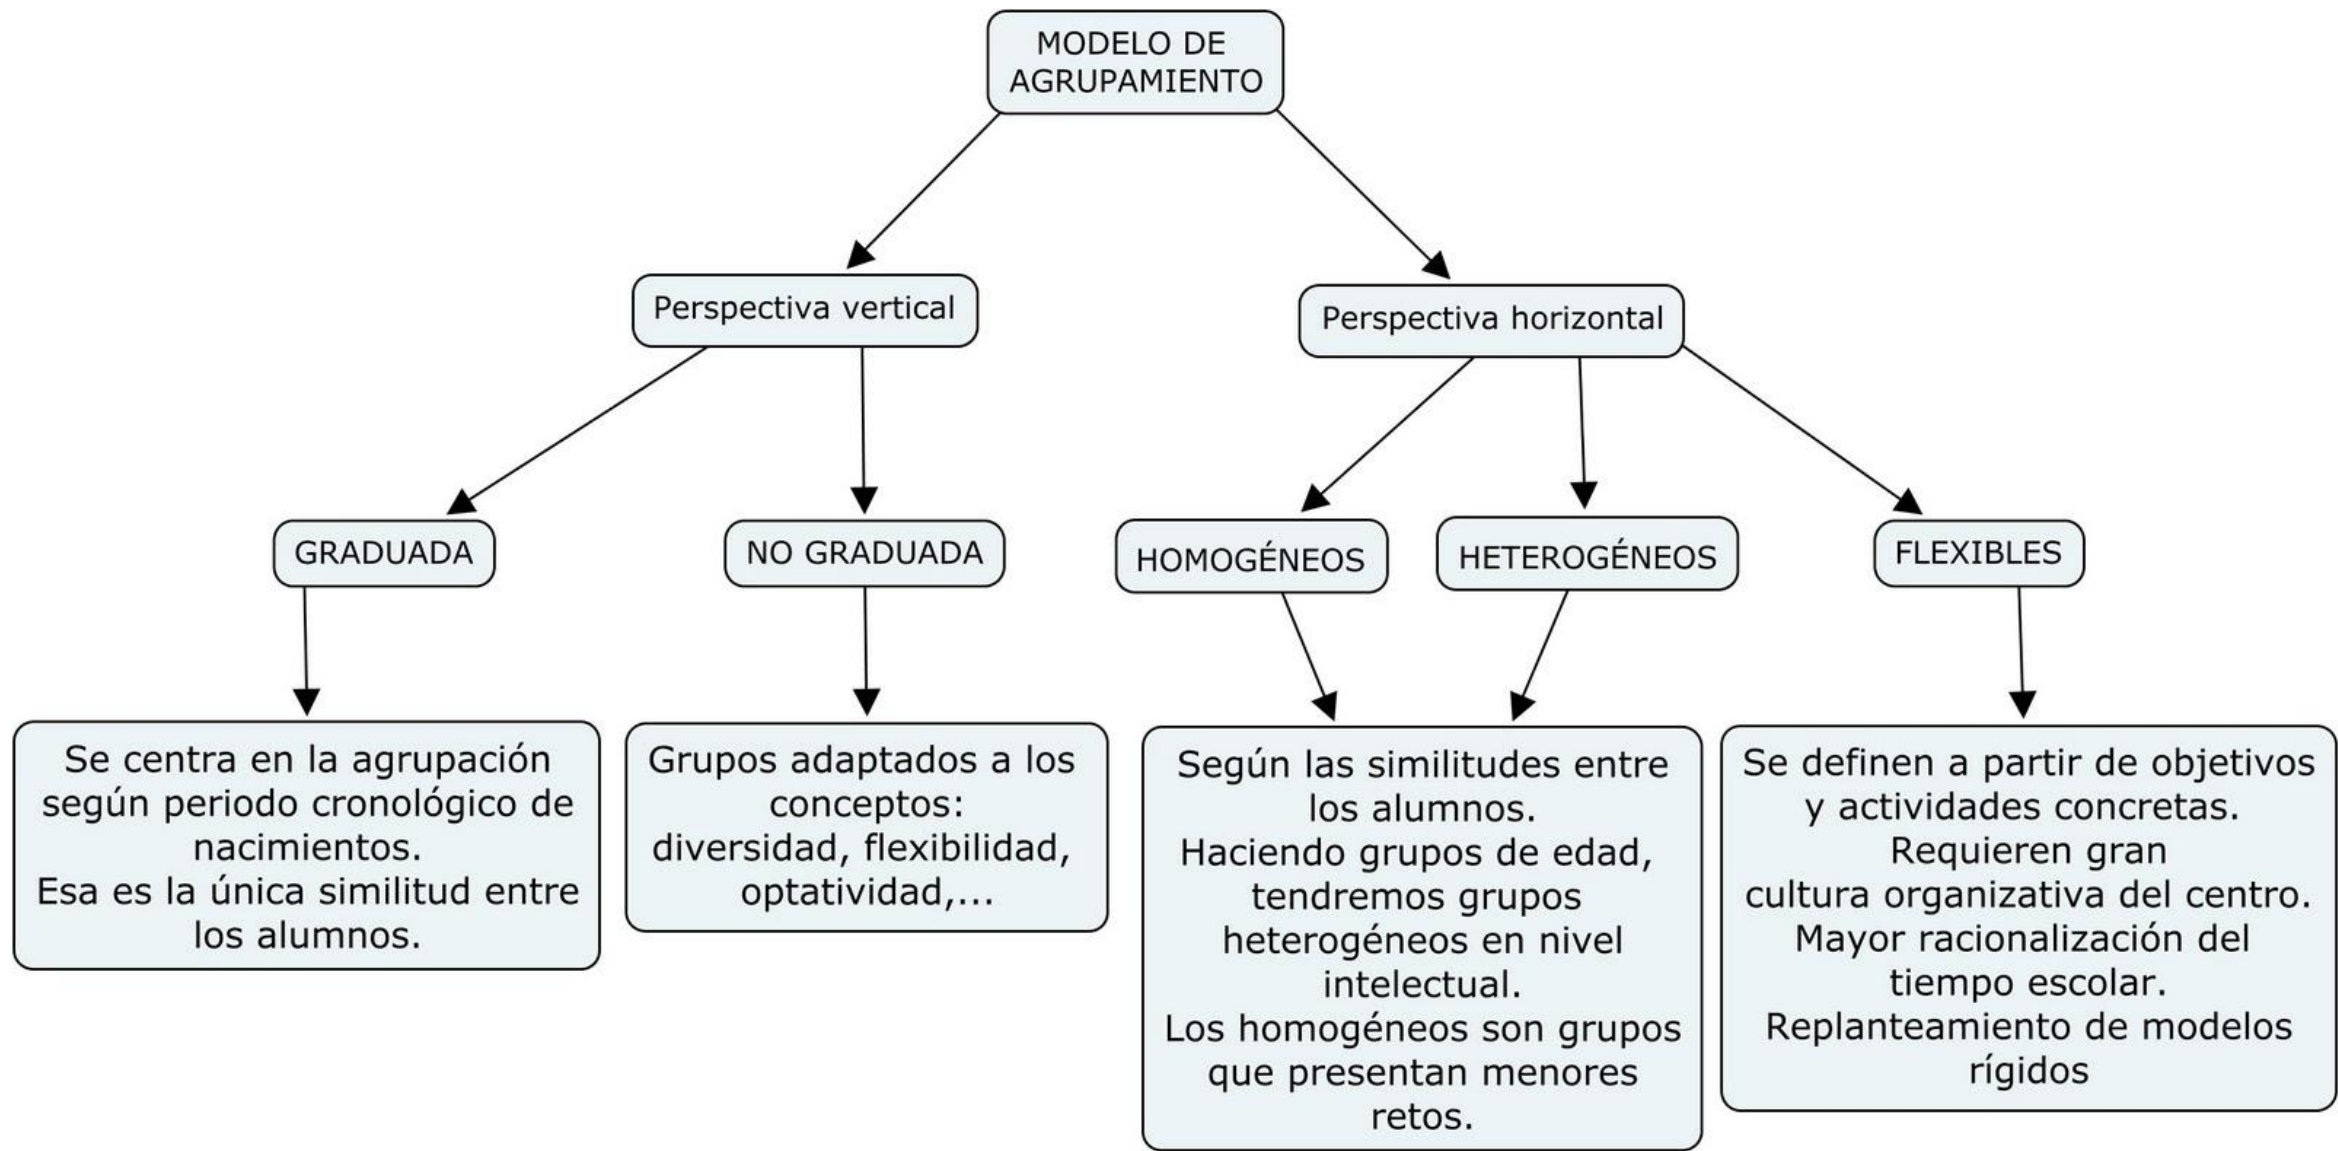 MODELO DE
AGRUPAMIENTO
Perspectiva vertical
Perspectiva horizontal
GRADUADA
NO GRADUADA
HOMOGÉNEOS
HETEROGÉNEOS
FLEXIBLES
Se centra en la agrupación
según periodo cronológico de
nacimientos.
Esa es la única similitud entre
los alumnos.
Grupos adaptados a los
conceptos:
diversidad, flexibilidad,
optatividad,...
Según las similitudes entre
los alumnos.
Haciendo grupos de edad,
tendremos grupos
heterogéneos en nivel
intelectual.
Los homogéneos son grupos
que presentan menores
retos.
Se definen a partir de objetivos
y actividades concretas.
Requieren gran
cultura organizativa del centro.
Mayor racionalización del
tiempo escolar.
Replanteamiento de modelos
rígidos